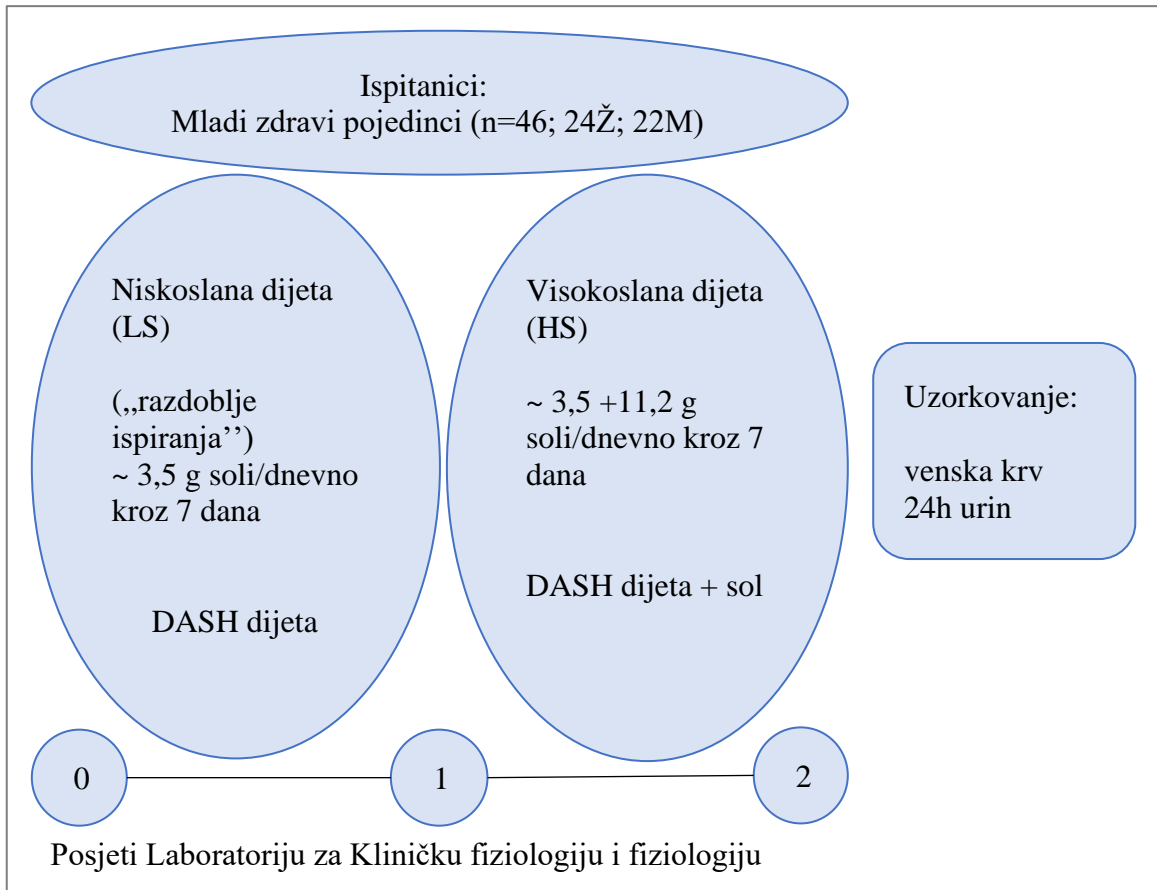 Ispitanici:
Mladi zdravi pojedinci (n=46; 24Ž; 22M)
Niskoslana dijeta
(LS)
(,,razdoblje
ispiranja’’)
~ 3,5 g soli/dnevno
kroz 7 dana
DASH dijeta
Visokoslana dijeta
(HS)
~ 3,5 +11,2 g
soli/dnevno kroz 7
dana
DASH dijeta + sol
Uzorkovanje:
venska krv
24h urin
0
1
2
Posjeti Laboratoriju za Kliničku fiziologiju i fiziologiju